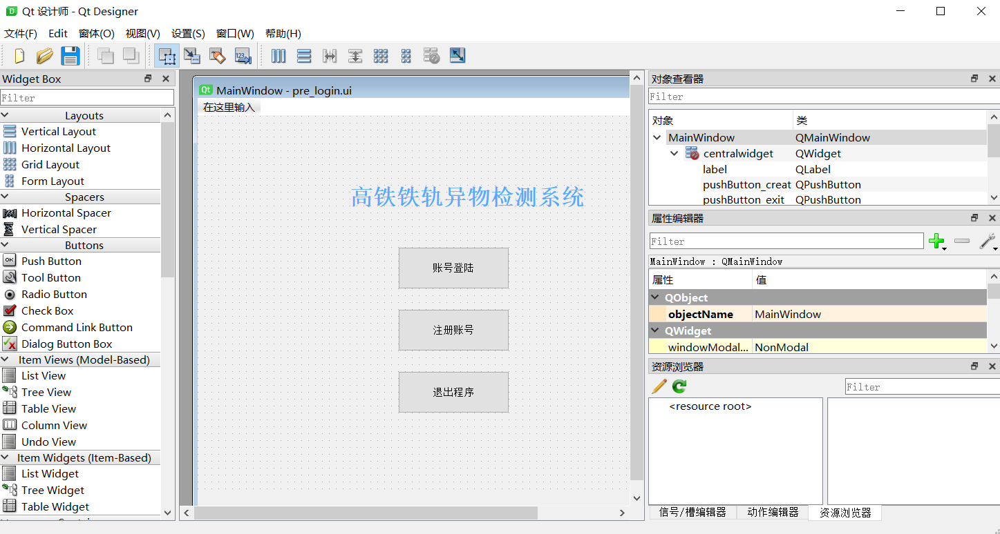 Qt 设计师 - Qt Designer
文件(F) Edit 窗体(O) 视图(V) 设置(S) 窗口(W) 帮助(H)
Widget Box
Filter
Layouts
Vertical Layout
Horizontal Layout
Grid Layout
Form Layout
Spacers
Horizontal Spacer
Vertical Spacer
Buttons
Push Button
Tool Button
Radio Button
Check Box
Command Link Button
Dialog Button Box
Item Views (Model-Based)
List View
Tree View
Table View
Column View
Undo View
Item Widgets (Item-Based)
List Widget
Tree Widget
Table Widget
MainWindow - pre_login.ui
在这里输入
高铁铁轨异物检测系统
账号登陆
注册账号
退出程序
对象查看器
Filter
对象 类
MainWindow QMainWindow
centralwidget QWidget
label QLabel
pushButton_creat QPushButton
pushButton_exit QPushButton
属性编辑器
Filter
MainWindow : QMainWindow
属性 值
QObject
objectName MainWindow
QWidget
windowModal... NonModal
资源浏览器
Filter
<resource root>
信号/槽编辑器 动作编辑器 资源浏览器